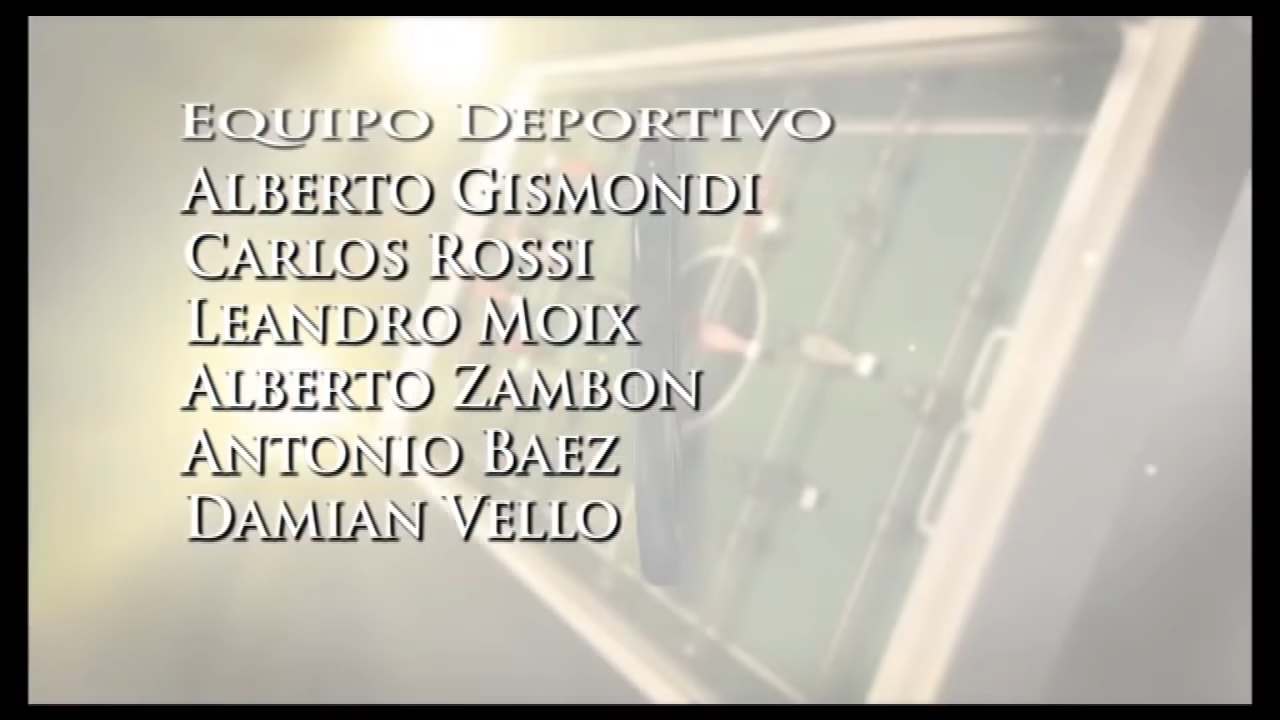 EQUIPO DEPORTIVO
ALBERTO GISMONDI
CARLOS ROSSI
LEANDRO MOIX
ALBERTO ZAMBON
ANTONIO BAEZ
DAMIAN VELLO